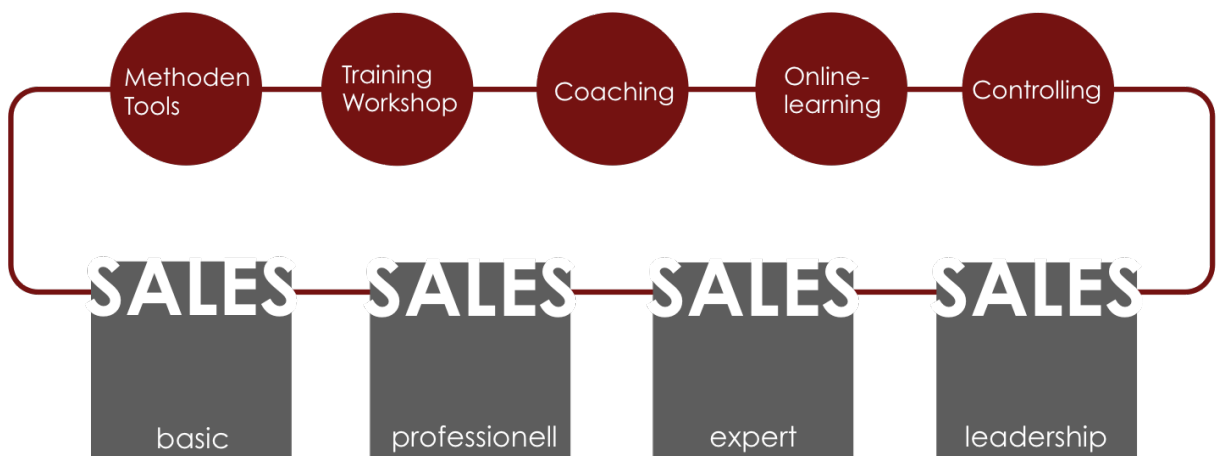 Methoden
Tools
Training
Workshop
Coaching
Online-
learning
Controlling
SALES
basic
SALES
professionell
SALES
expert
SALES
leadership